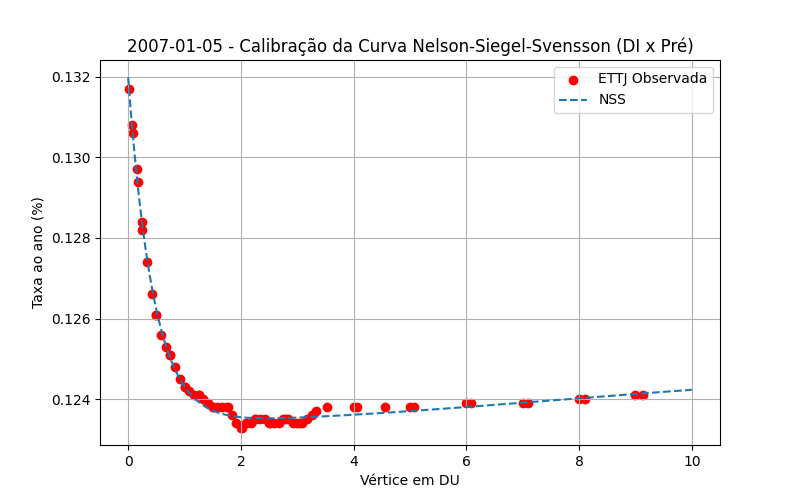 2007-01-05 - Calibração da Curva Nelson-Siegel-Svensson (DI x Pré)
ETTJ Observada
NSS
Taxa ao ano (%)
0.132
0.130
0.128
0.126
0.124
0 2 4 6 8 10
Vértice em DU